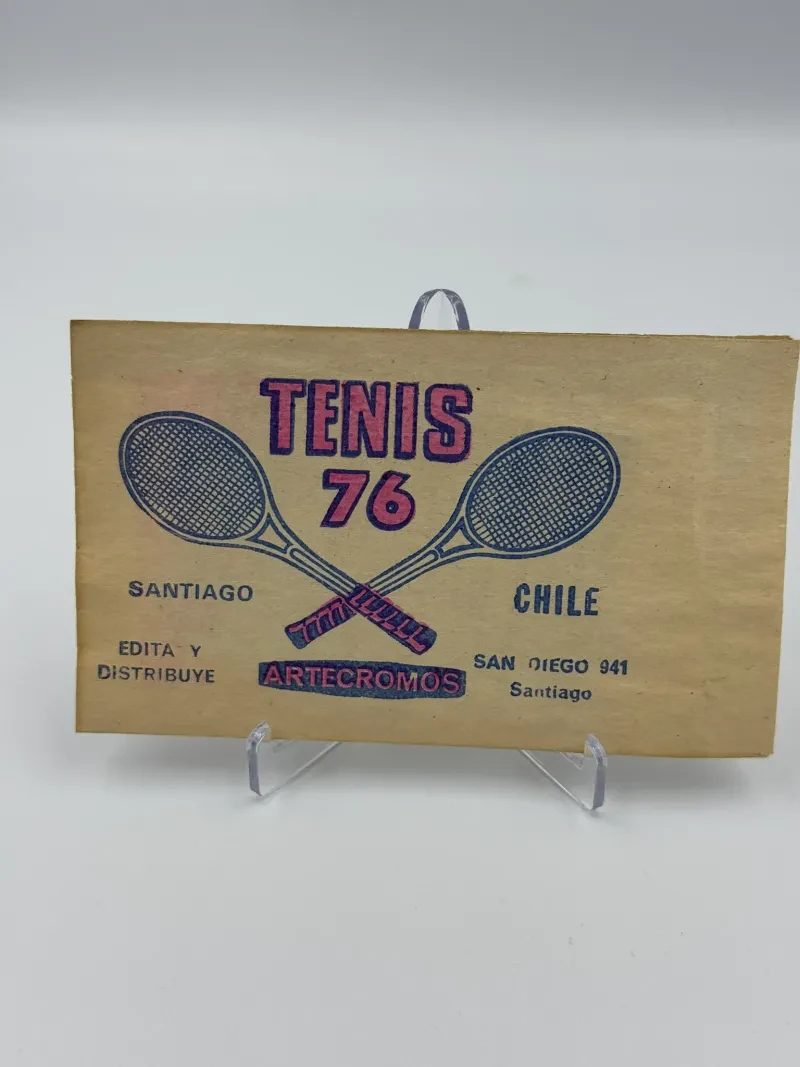 TENIS
76
SANTIAGO
CHILE
EDITA Y
DISTRIBUYE
ARTECROMOS
SAN DIEGO 941
Santiago